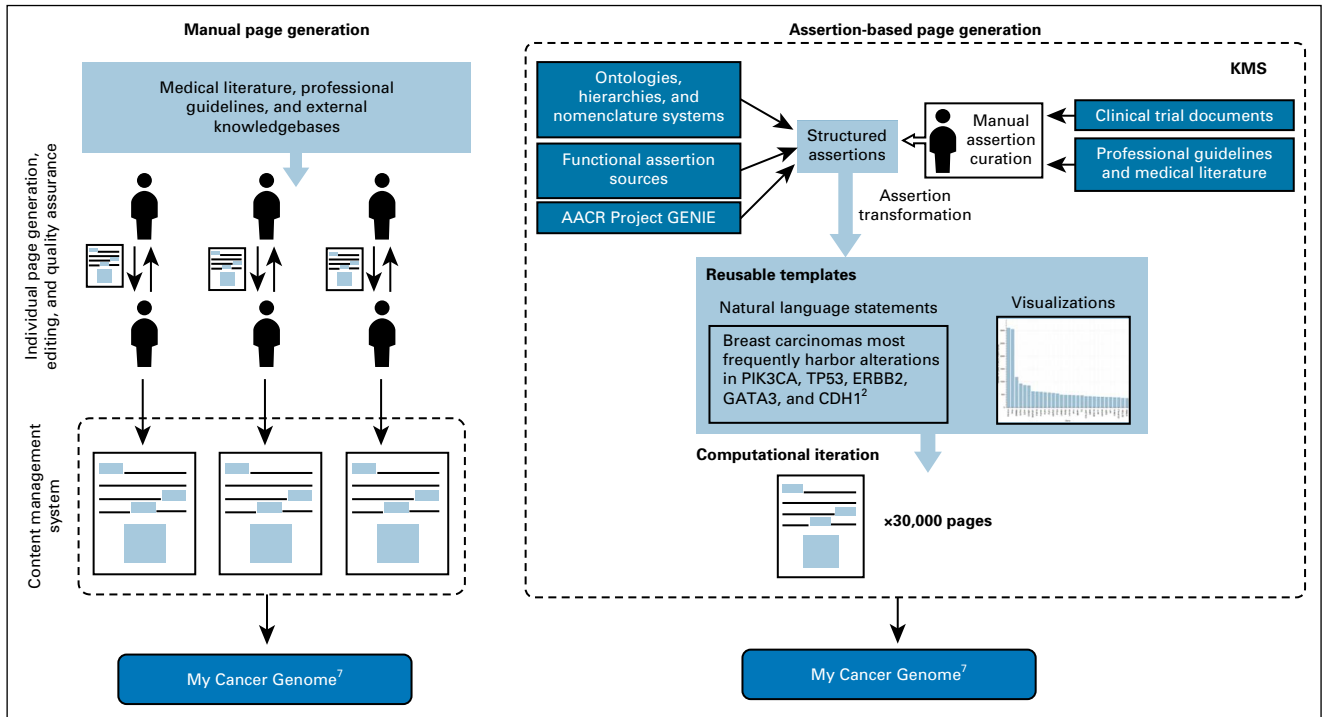 Manual page generation
Medical literature, professional
guidelines, and external
knowledgebases
Individual page generation,
editing, and quality assurance
Content management
system
My Cancer Genome7
Assertion-based page generation
KMS
Ontologies,
hierarchies, and
nomenclature systems
Functional assertion
sources
AACR Project GENIE
Structured
assertions
Manual
assertion
curation
Clinical trial documents
Professional guidelines
and medical literature
Assertion
transformation
Reusable templates
Natural language statements
Breast carcinomas most
frequently harbor alterations
in PIK3CA, TP53, ERBB2,
GATA3, and CDH12
Visualizations
Computational iteration
×30,000 pages
My Cancer Genome7